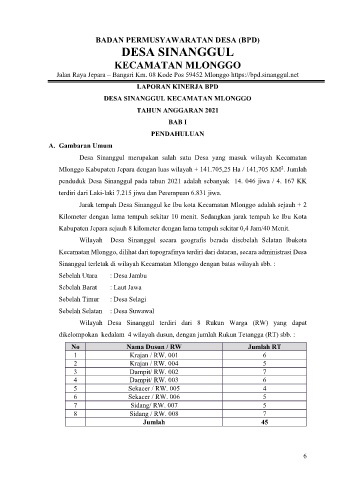 BADAN PERMUSYAWARATAN DESA (BPD)
DESA SINANGGUL
KECAMATAN MLONGGO
Jalan Raya Jepara – Bangsri Km. 08 Kode Pos 59452 Mlonggo https://bpd.sinanggul.net
LAPORAN KINERJA BPD
DESA SINANGGUL KECAMATAN MLONGGO
TAHUN ANGGARAN 2021
BAB I
PENDAHULUAN
A. Gambaran Umum
Desa Sinanggul merupakan salah satu Desa yang masuk wilayah Kecamatan
Mlonggo Kabupaten Jepara dengan luas wilayah + 141.705,25 Ha / 141,705 KM². Jumlah
penduduk Desa Sinanggul pada tahun 2021 adalah sebanyak 14. 046 jiwa / 4. 167 KK
terdiri dari Laki-laki 7.215 jiwa dan Perempuan 6.831 jiwa.
Jarak tempuh Desa Sinanggul ke Ibu kota Kecamatan Mlonggo adalah sejauh + 2
Kilometer dengan lama tempuh sekitar 10 menit. Sedangkan jarak tempuh ke Ibu Kota
Kabupaten Jepara sejauh 8 kilometer dengan lama tempuh sekitar 0,4 Jam/40 Menit.
Wilayah Desa Sinanggul secara geografis berada disebelah Selatan Ibukota
Kecamatan Mlonggo, dilihat dari topografinya terdiri dari dataran, secara administrasi Desa
Sinanggul terletak di wilayah Kecamatan Mlonggo dengan batas wilayah sbb. :
Sebelah Utara : Desa Jambu
Sebelah Barat : Laut Jawa
Sebelah Timur : Desa Srlagi
Sebelah Selatan : Desa Suwawal
Wilayah Desa Sinanggul terdiri dari 8 Rukun Warga (RW) yang dapat
dikelompokan kedalam 4 wilayah dusun, dengan jumlah Rukun Tetangga (RT) sbb. :
No Nama Dusun / RW Jumlah RT
1 Krajan / RW. 001 6
2 Krajan / RW. 004 5
3 Dampit/ RW. 002 7
4 Dampit/ RW. 003 6
5 Sekacer / RW. 005 4
6 Sekacer / RW. 006 5
7 Sidang/ RW. 007 5
8 Sidang / RW. 008 7
Jumlah 45
6